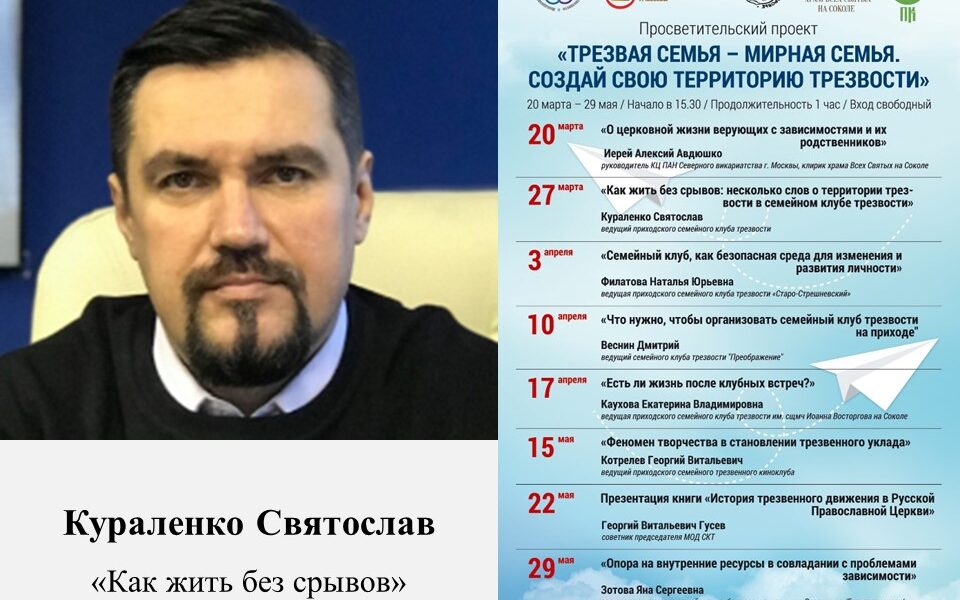 Кураленко Святослав
«Как жить без срывов»
НА СОКОЛЕ
ПК
Просветительский проект
«ТРЕЗВАЯ СЕМЬЯ – МИРНАЯ СЕМЬЯ.
СОЗДАЙ СВОЮ ТЕРРИТОРИЮ ТРЕЗВОСТИ»
20 марта – 29 мая / Начало в 15.30 / Продолжительность 1 час / Вход свободный
20 марта
«О церковной жизни верующих с зависимостями и их
родственников»
Иерей Алексий Авдюшко
руководитель КЦ ПАН Северного викариатства г. Москвы, клирик храма Всех Святых на Соколе
27 марта
«Как жить без срывов: несколько слов о территории трез-
вости в семейном клубе трезвости»
Кураленко Святослав
ведущий приходского семейного клуба трезвости
3 апреля
«Семейный клуб, как безопасная среда для изменения и
развития личности»
Филатова Наталья Юрьевна
ведущая приходского семейного клуба трезвости «Старо-Стрешневский»
10 апреля
«Что нужно, чтобы организовать семейный клуб трезвости
на приходе"
Веснин Дмитрий
ведущий семейного клуба трезвости "Преображение"
17 апреля
«Есть ли жизнь после клубных встреч?»
Каухова Екатерина Владимировна
ведущая приходского семейного клуба трезвости им. сщмч Иоанна Восторгова на Соколе
15 мая
«Феномен творчества в становлении трезвенного уклада»
Котрелев Георгий Витальевич
ведущий приходского семейного трезвенного киноклуба
22 мая
Презентация книги «История трезвенного движения в Русской
Православной Церкви»
Георгий Витальевич Гусев
советник председателя МОД СКТ
29 мая
«Опора на внутренние ресурсы в совладании с проблемами
зависимости»
Зотова Яна Сергеевна